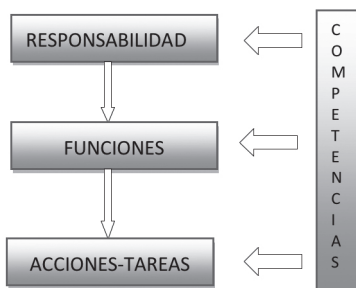 RESPONSABILIDAD
FUNCIONES
ACCIONES-TAREAS
C
O
M
P
E
T
E
N
C
I
A
S